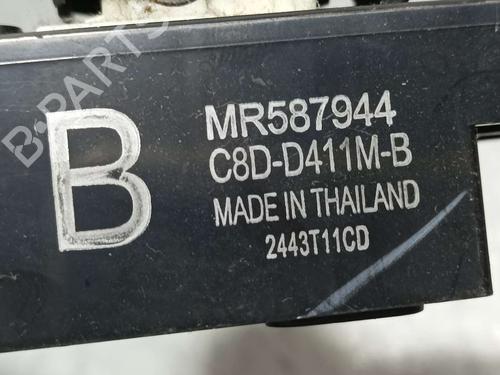 B-PARTS
B
MR587944
C8D-D411M-B
MADE IN THAILAND
2443T11CD